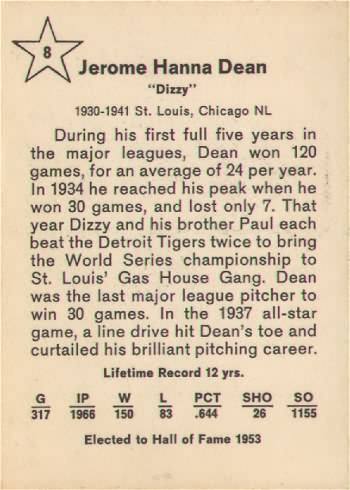 8
Jerome Hanna Dean
"Dizzy"
1930-1941 St. Louis, Chicago NL
During his first full five years in
the major leagues, Dean won 120
games, for an average of 24 per year.
In 1934 he reached his peak when he
won 30 games, and lost only 7. That
year Dizzy and his brother Paul each
beat the Detroit Tigers twice to bring
the World Series championship to
St. Louis' Gas House Gang. Dean
was the last major league pitcher to
win 30 games. In the 1937 all-star
game, a line drive hit Dean's toe and
curtailed his brilliant pitching career.
Lifetime Record 12 yrs.
G IP W L PCT SHO SO
317 1966 150 83 .644 26 1155
Elected to Hall of Fame 1953